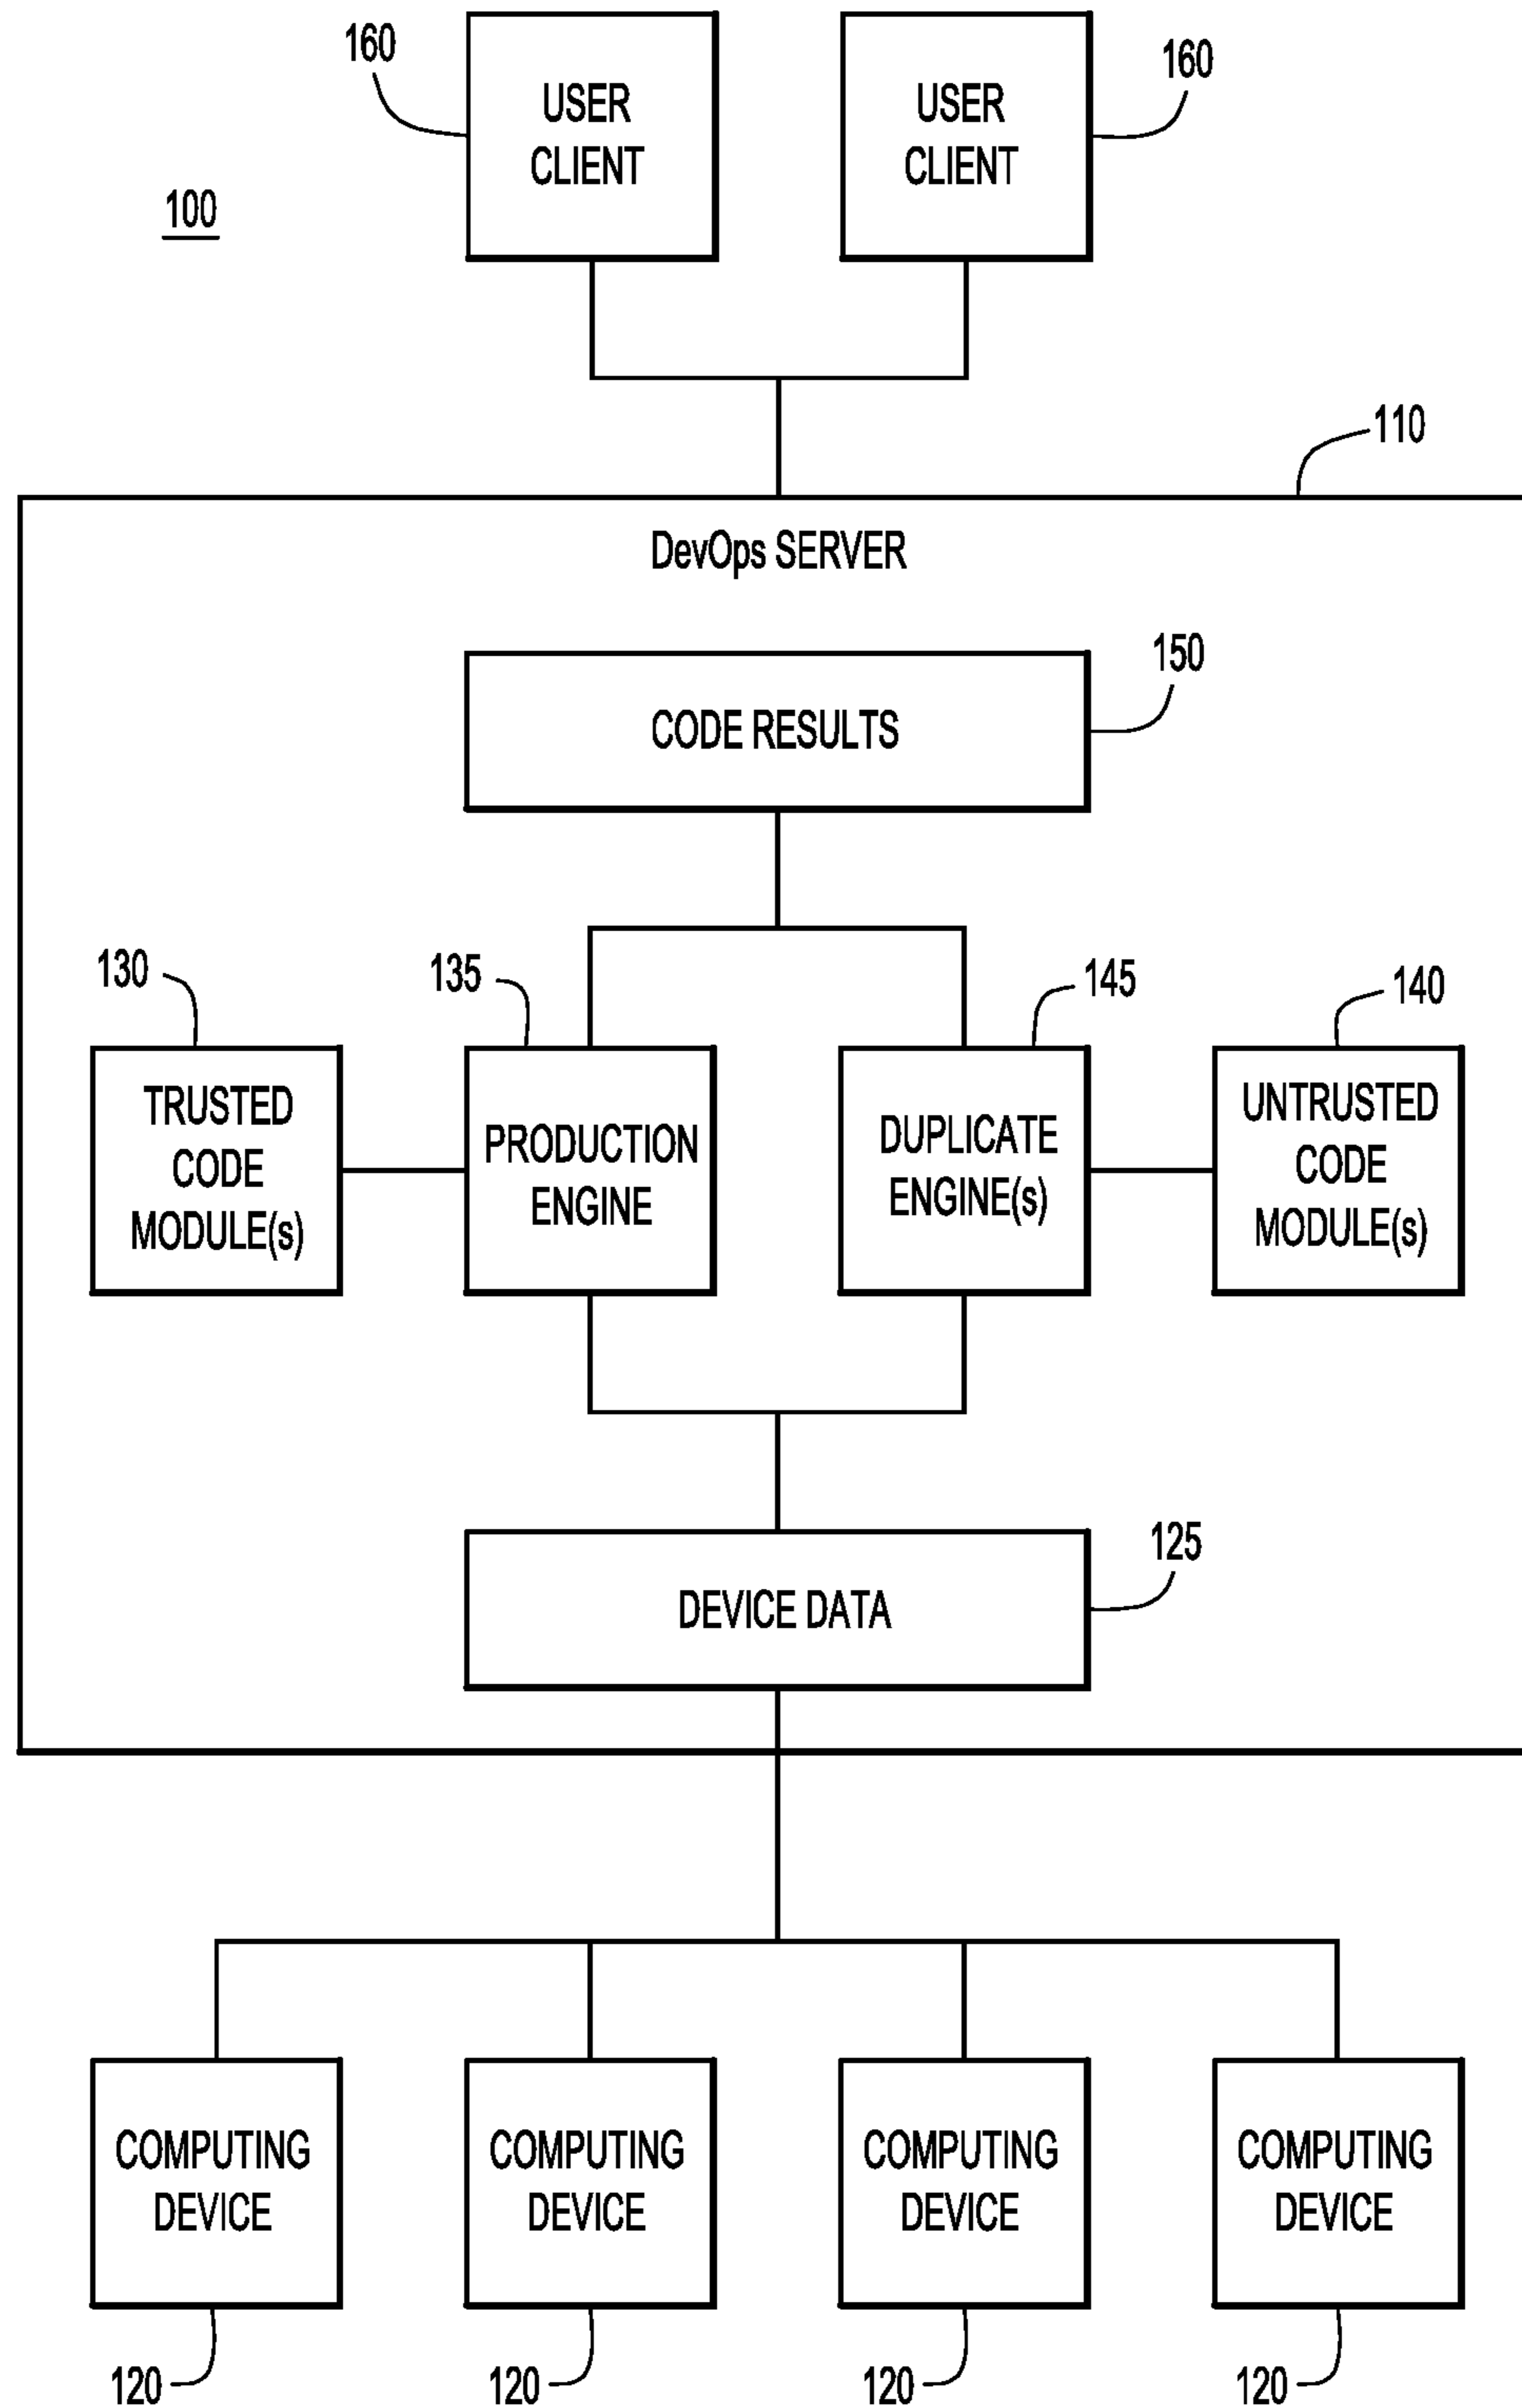 160
USER
CLIENT
USER
CLIENT
160
100
110
DevOps SERVER
150
CODE RESULTS
130
135
145
140
TRUSTED
CODE
MODULE(s)
PRODUCTION
ENGINE
DUPLICATE
ENGINE(s)
UNTRUSTED
CODE
MODULE(s)
125
DEVICE DATA
COMPUTING
DEVICE
COMPUTING
DEVICE
COMPUTING
DEVICE
COMPUTING
DEVICE
120
120
120
120